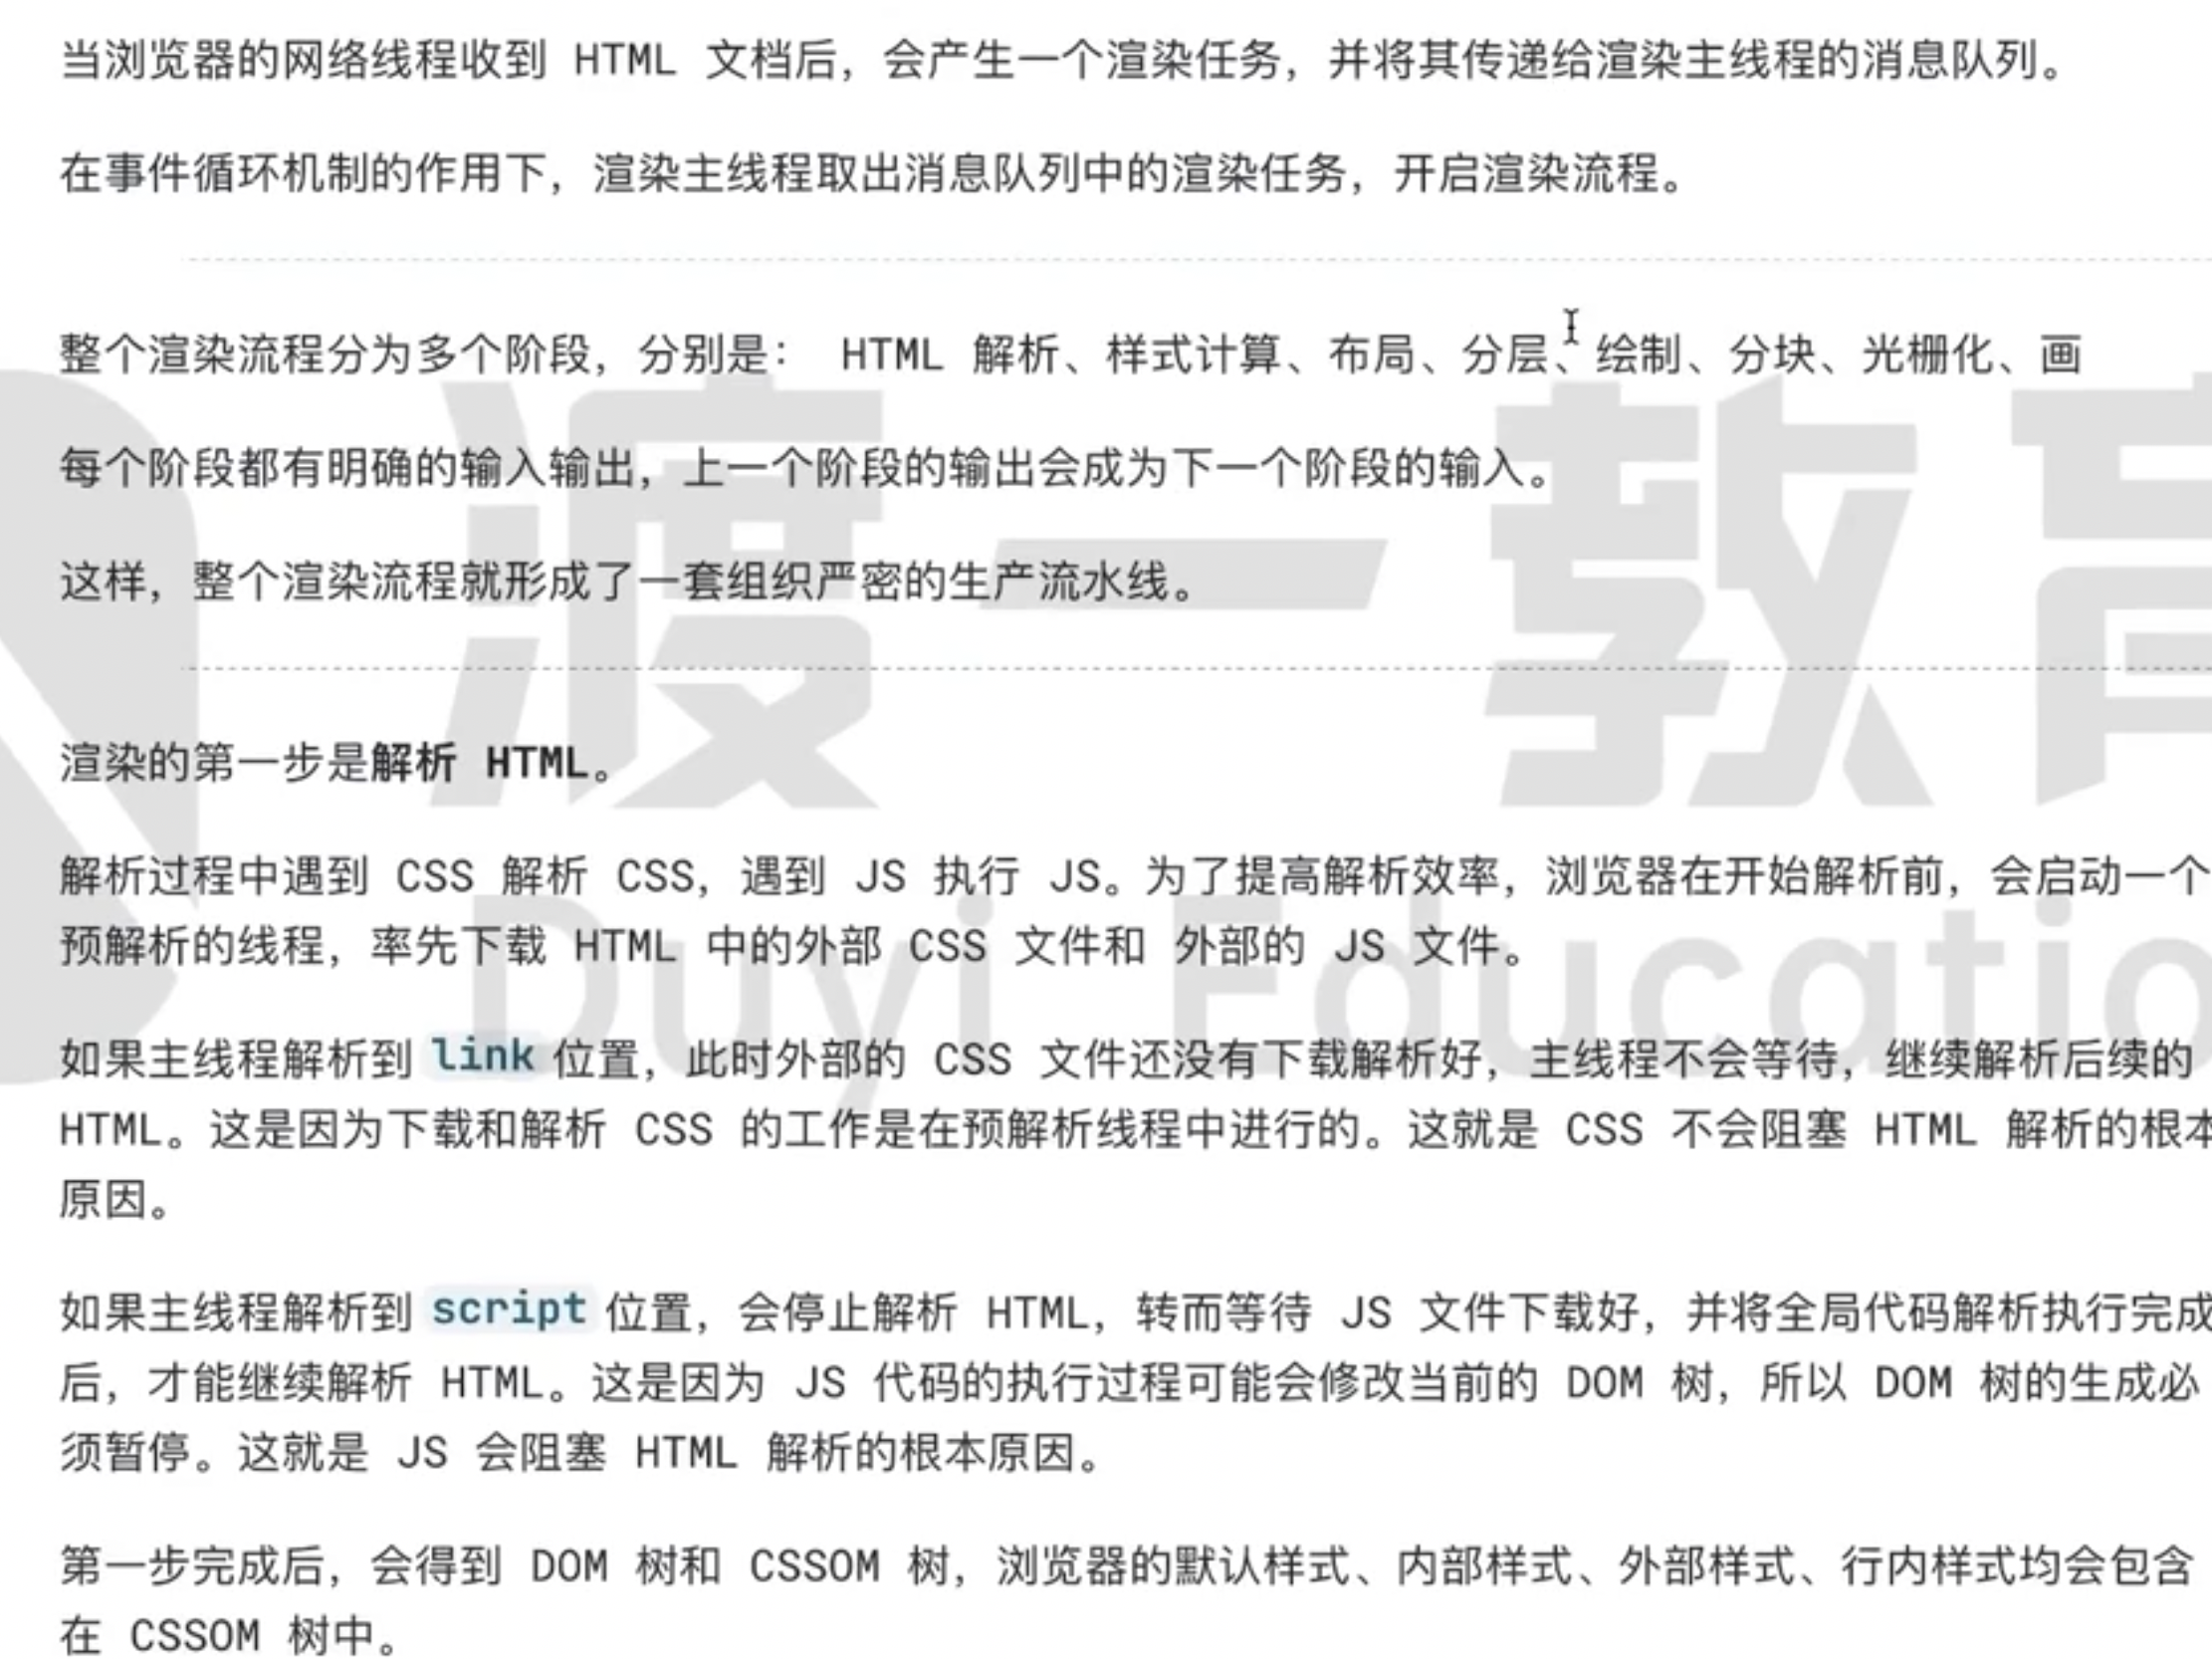 当浏览器的网络线程收到 HTML 文档后，会产生一个渲染任务，并将其传递给渲染主线程的消息队列。
在事件循环机制的作用下，渲染主线程取出消息队列中的渲染任务，开启渲染流程。
整个渲染流程分为多个阶段，分别是： HTML 解析、样式计算、布局、分层、绘制、分块、光栅化、画
每个阶段都有明确的输入输出，上一个阶段的输出会成为下一个阶段的输入。
这样，整个渲染流程就形成了一套组织严密的生产流水线。
渡一教育
渲染的第一步是解析 HTML。
解析过程中遇到 CSS 解析 CSS，遇到 JS 执行 JS。为了提高解析效率，浏览器在开始解析前，会启动一个
预解析的线程，率先下载 HTML 中的外部 CSS 文件和 外部的 JS 文件。
Duyi Educatio
如果主线程解析到 link 位置，此时外部的 CSS 文件还没有下载解析好，主线程不会等待，继续解析后续的
HTML。这是因为下载和解析 CSS 的工作是在预解析线程中进行的。这就是 CSS 不会阻塞 HTML 解析的根本
原因。
如果主线程解析到 script 位置，会停止解析 HTML，转而等待 JS 文件下载好，并将全局代码解析执行完成
后，才能继续解析 HTML。这是因为 JS 代码的执行过程可能会修改当前的 DOM 树，所以 DOM 树的生成必
须暂停。这就是 JS 会阻塞 HTML 解析的根本原因。
第一步完成后，会得到 DOM 树和 CSSOM 树，浏览器的默认样式、内部样式、外部样式、行内样式均会包含
在 CSSOM 树中。